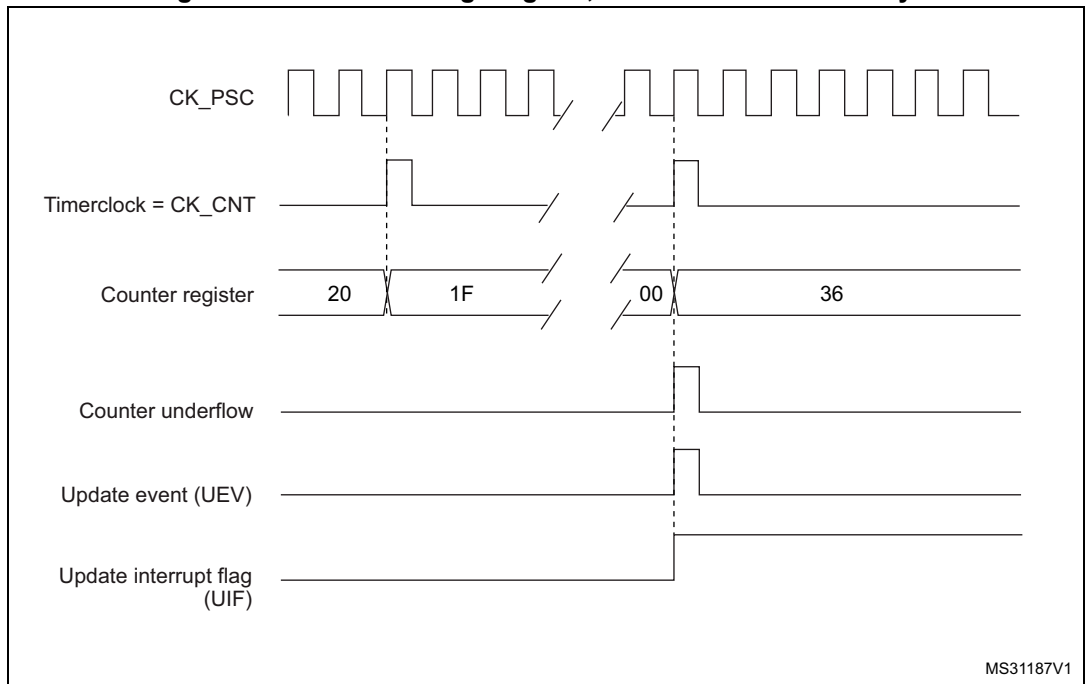 CK_PSC
Timerclock = CK_CNT
Counter register
20
1F
00
36
Counter underflow
Update event (UEV)
Update interrupt flag
(UIF)
MS31187V1